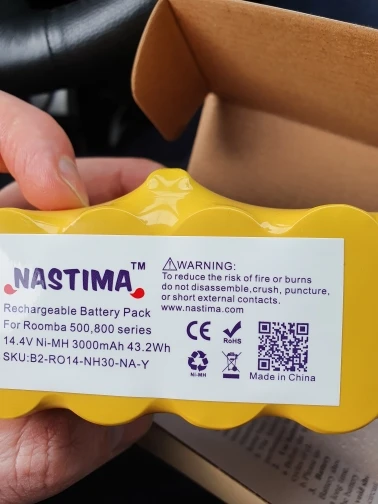 NASTIMA™
Rechargeable Battery Pack
For Roomba 500,800 series
14.4V Ni-MH 3000mAh 43.2Wh
SKU:B2-RO14-NH30-NA-Y
⚠WARNING:
To reduce the risk of fire or burns
do not disassemble,crush, puncture,
or short external contacts.
www.nastima.com
CE
RoHS
Ni-MH
Made in China